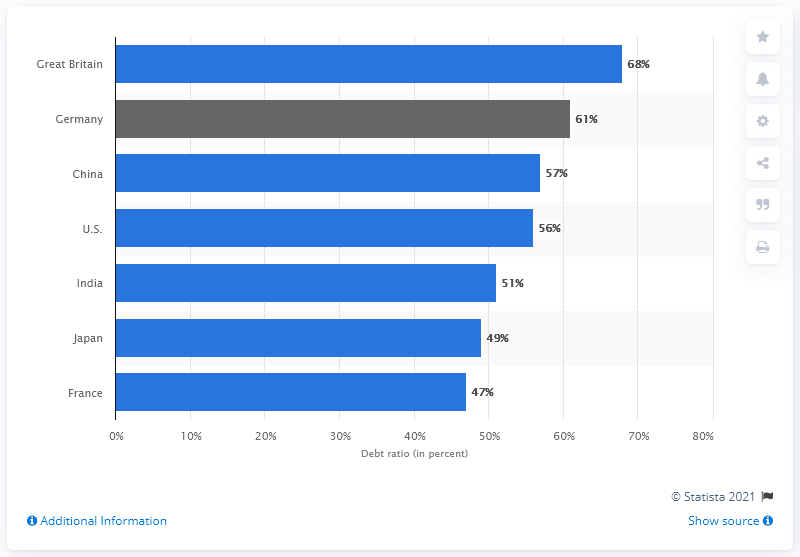 Great Britain 68%
Germany 61%
China 57%
U.S. 56%
India 51%
Japan 49%
France 47%
0% 10% 20% 30% 40% 50% 60% 70% 80%
Debt ratio (in percent)
© Statista 2021
Additional Information Show source